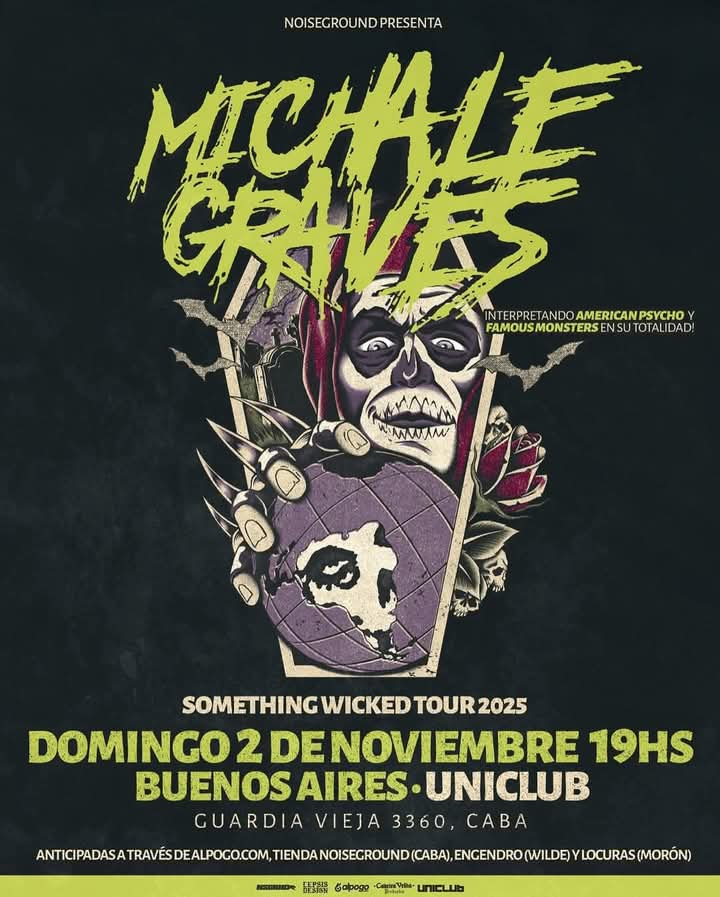 NOISEGROUND PRESENTA
MICHALE
GRAVES
INTERPRETANDO AMERICAN PSYCHO Y
FAMOUS MONSTERS EN SU TOTALIDAD!
SOMETHING WICKED TOUR 2025
DOMINGO 2 DE NOVIEMBRE 19HS
BUENOS AIRES · UNICLUB
GUARDIA VIEJA 3360, CABA
ANTICIPADAS A TRAVÉS DE ALPOGO.COM, TIENDA NOISEGROUND (CABA), ENGENDRO (WILDE) Y LOCURAS (MORÓN)
alpogo UNICLUB